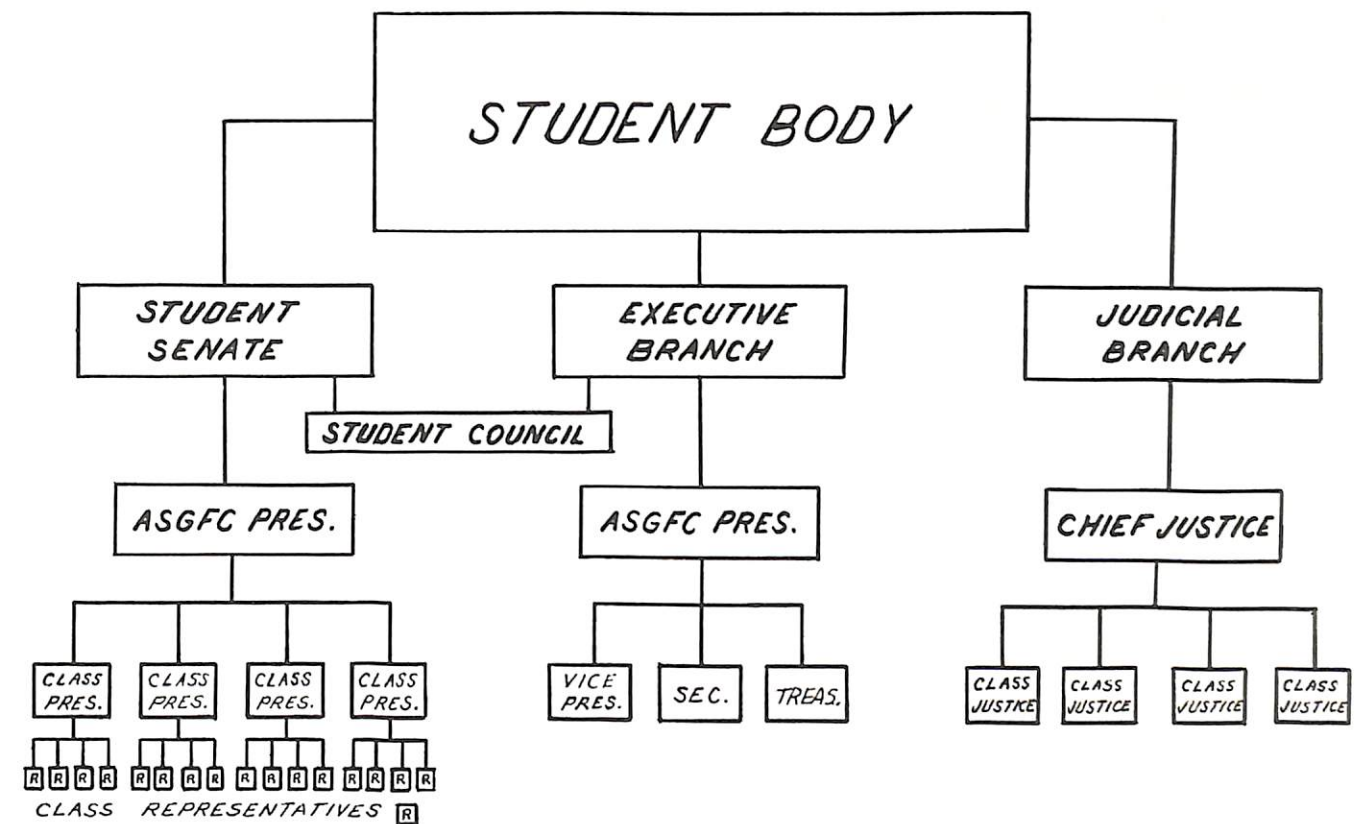 STUDENT BODY
STUDENT
SENATE
EXECUTIVE
BRANCH
JUDICIAL
BRANCH
STUDENT COUNCIL
ASGFC PRES.
ASGFC PRES.
CHIEF JUSTICE
CLASS
PRES.
CLASS
PRES.
CLASS
PRES.
CLASS
PRES.
VICE
PRES.
SEC.
TREAS.
CLASS
JUSTICE
CLASS
JUSTICE
CLASS
JUSTICE
CLASS
JUSTICE
R R R R R R R R R R R R R R R R
CLASS REPRESENTATIVES R